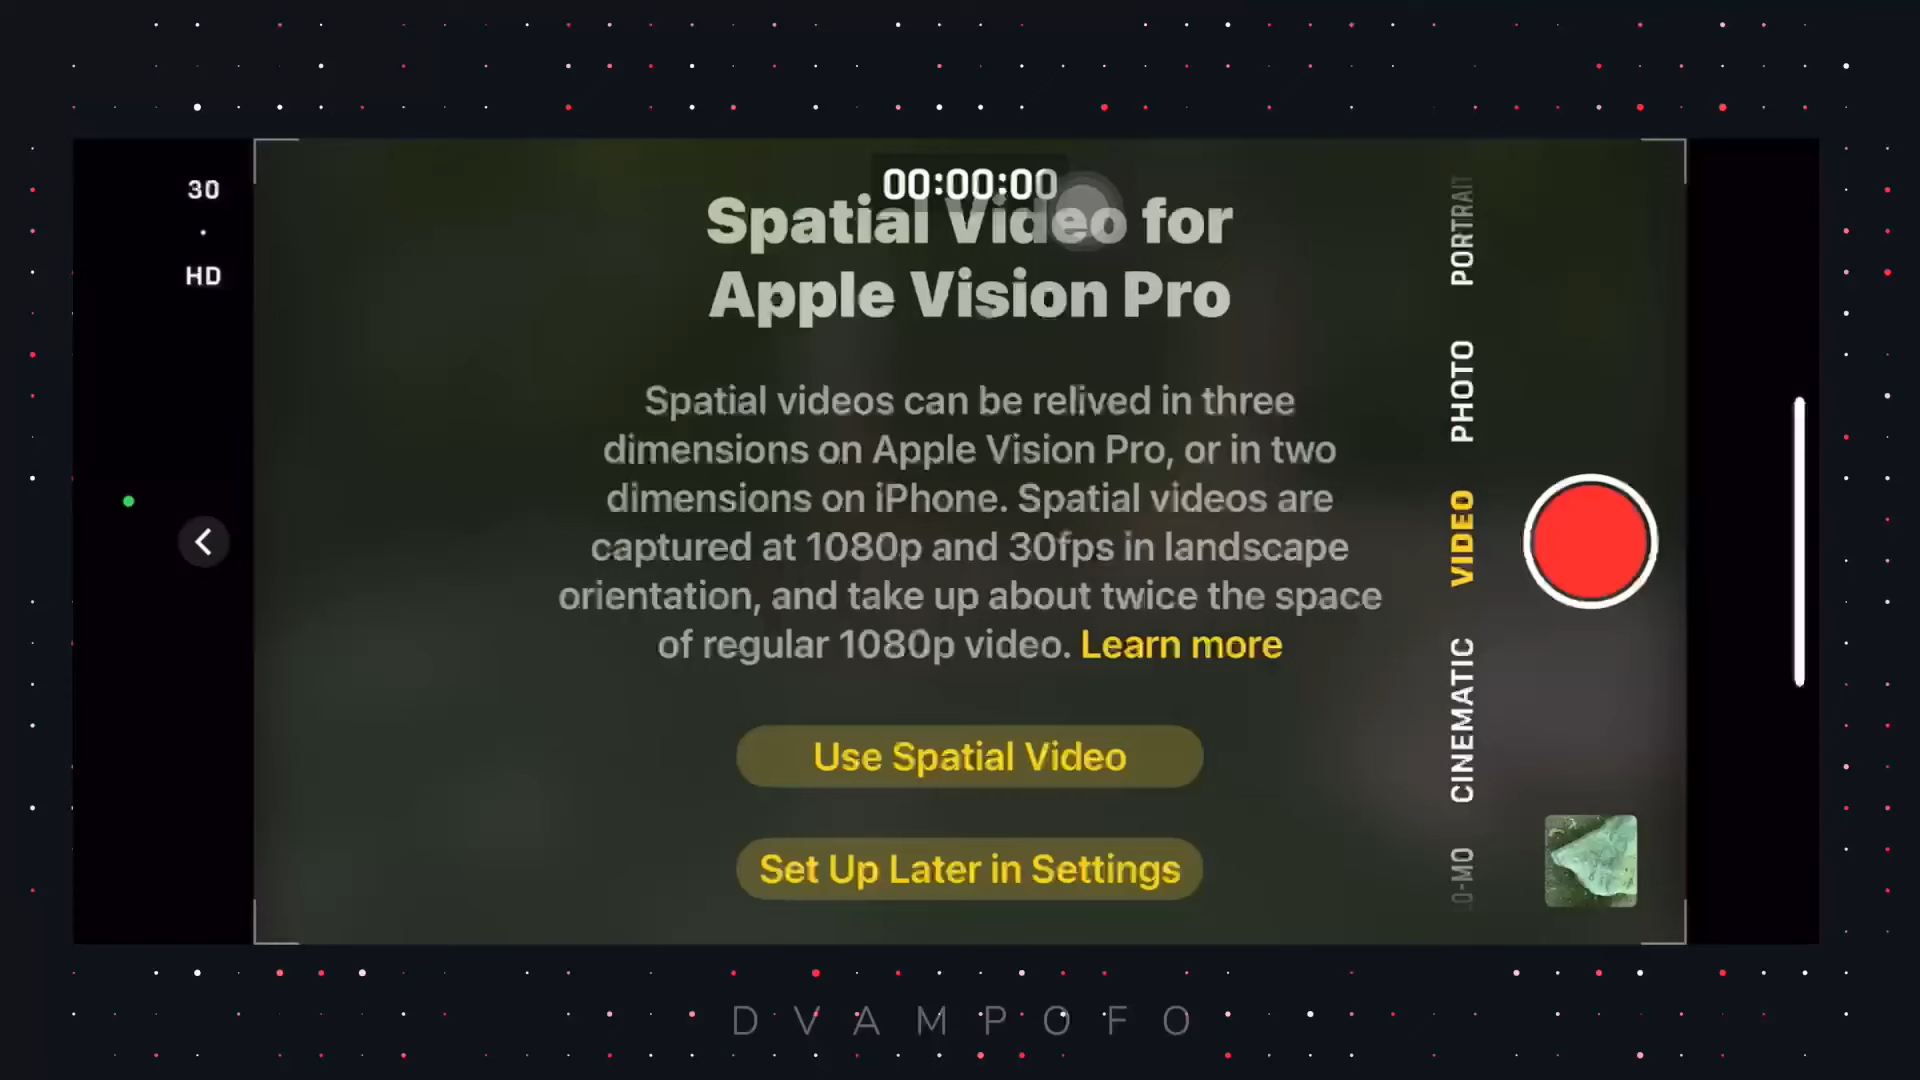 30
·
HD
00:00:00
Spatial Video for
Apple Vision Pro
Spatial videos can be relived in three
dimensions on Apple Vision Pro, or in two
dimensions on iPhone. Spatial videos are
captured at 1080p and 30fps in landscape
orientation, and take up about twice the space
of regular 1080p video. Learn more
Use Spatial Video
Set Up Later in Settings
PORTRAIT
PHOTO
VIDEO
CINEMATIC
LO-MO
DVAMPOFO